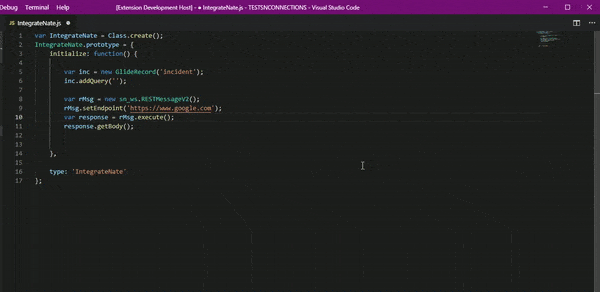 Debug Terminal Help [Extension Development Host] - ● IntegrateNate.js - TESTSNCONNECTIONS - Visual Studio Code
IntegrateNate.js
1 var IntegrateNate = Class.create();
2 IntegrateNate.prototype = {
3 initialize: function() {
4
5 var inc = new GlideRecord('incident');
6 inc.addQuery('');
7
8 var rMsg = new sn_ws.RESTMessageV2();
9 rMsg.setEndpoint('https://www.google.com');
10 var response = rMsg.execute();
11 response.getBody();
12
13
14 },
15
16 type: 'IntegrateNate'
17 };